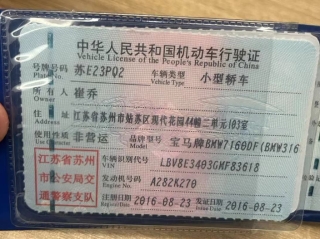 中华人民共和国机动车行驶证
Vehicle License of the People's Republic of China
号牌号码 苏E23PQ2 车辆类型 小型轿车
Plate No. Vehicle Type
所有人 崔乔
住址 江苏省苏州市姑苏区现代花园44幢二单元103室
使用性质 非营运 品牌型号 宝马牌BMW7160DF(BMW316
江苏省苏州 车辆识别代号 LBV8E3403GMF83618
VIN
市公安局交 发动机号码 A282K270
Engine No.
通警察支队 注册日期 2016-08-23 发证日期 2016-08-23
Register Date Issue Date